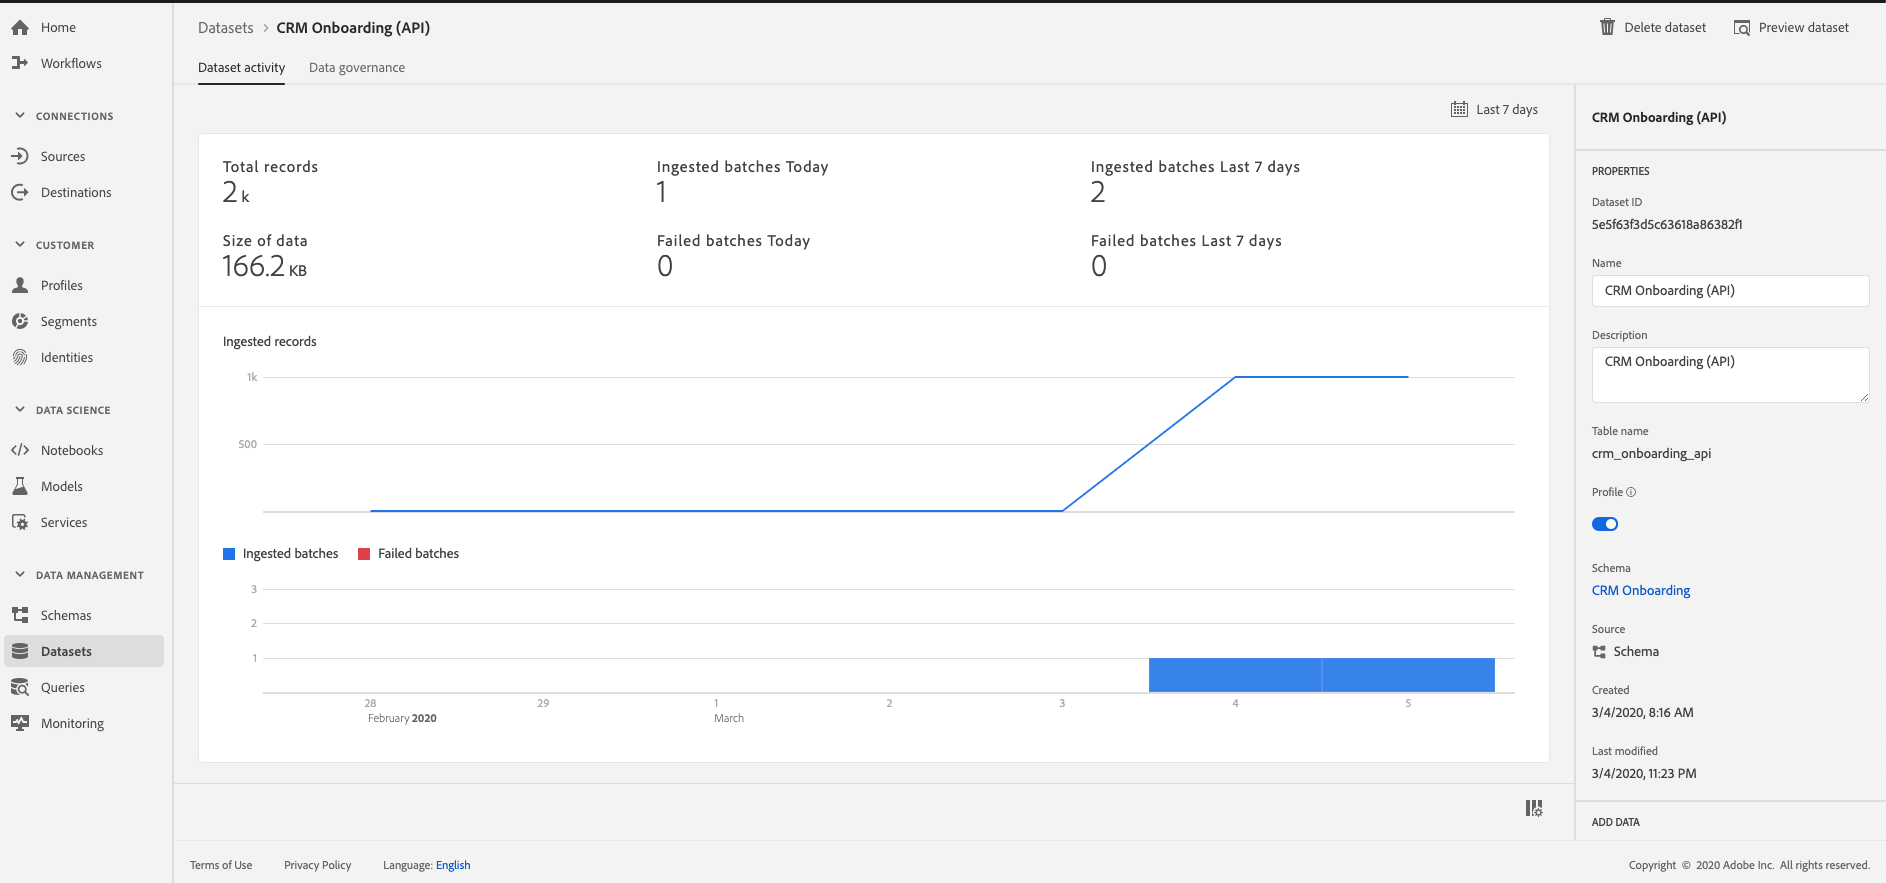 Home
Workflows
CONNECTIONS
Sources
Destinations
CUSTOMER
Profiles
Segments
Identities
DATA SCIENCE
Notebooks
Models
Services
DATA MANAGEMENT
Schemas
Datasets
Queries
Monitoring
Datasets > CRM Onboarding (API)
Delete dataset Preview dataset
Dataset activity Data governance
Last 7 days
Total records
2 k
Ingested batches Today
1
Ingested batches Last 7 days
2
Size of data
166.2 KB
Failed batches Today
0
Failed batches Last 7 days
0
Ingested records
1k
500
Ingested batches Failed batches
3
2
1
28 29 1 2 3 4 5
February 2020 March
CRM Onboarding (API)
PROPERTIES
Dataset ID
5e5f63f3d5c63618a86382f1
Name
CRM Onboarding (API)
Description
CRM Onboarding (API)
Table name
crm_onboarding_api
Profile
Schema
CRM Onboarding
Source
Schema
Created
3/4/2020, 8:16 AM
Last modified
3/4/2020, 11:23 PM
ADD DATA
Terms of Use Privacy Policy Language: English
Copyright © 2020 Adobe Inc. All rights reserved.